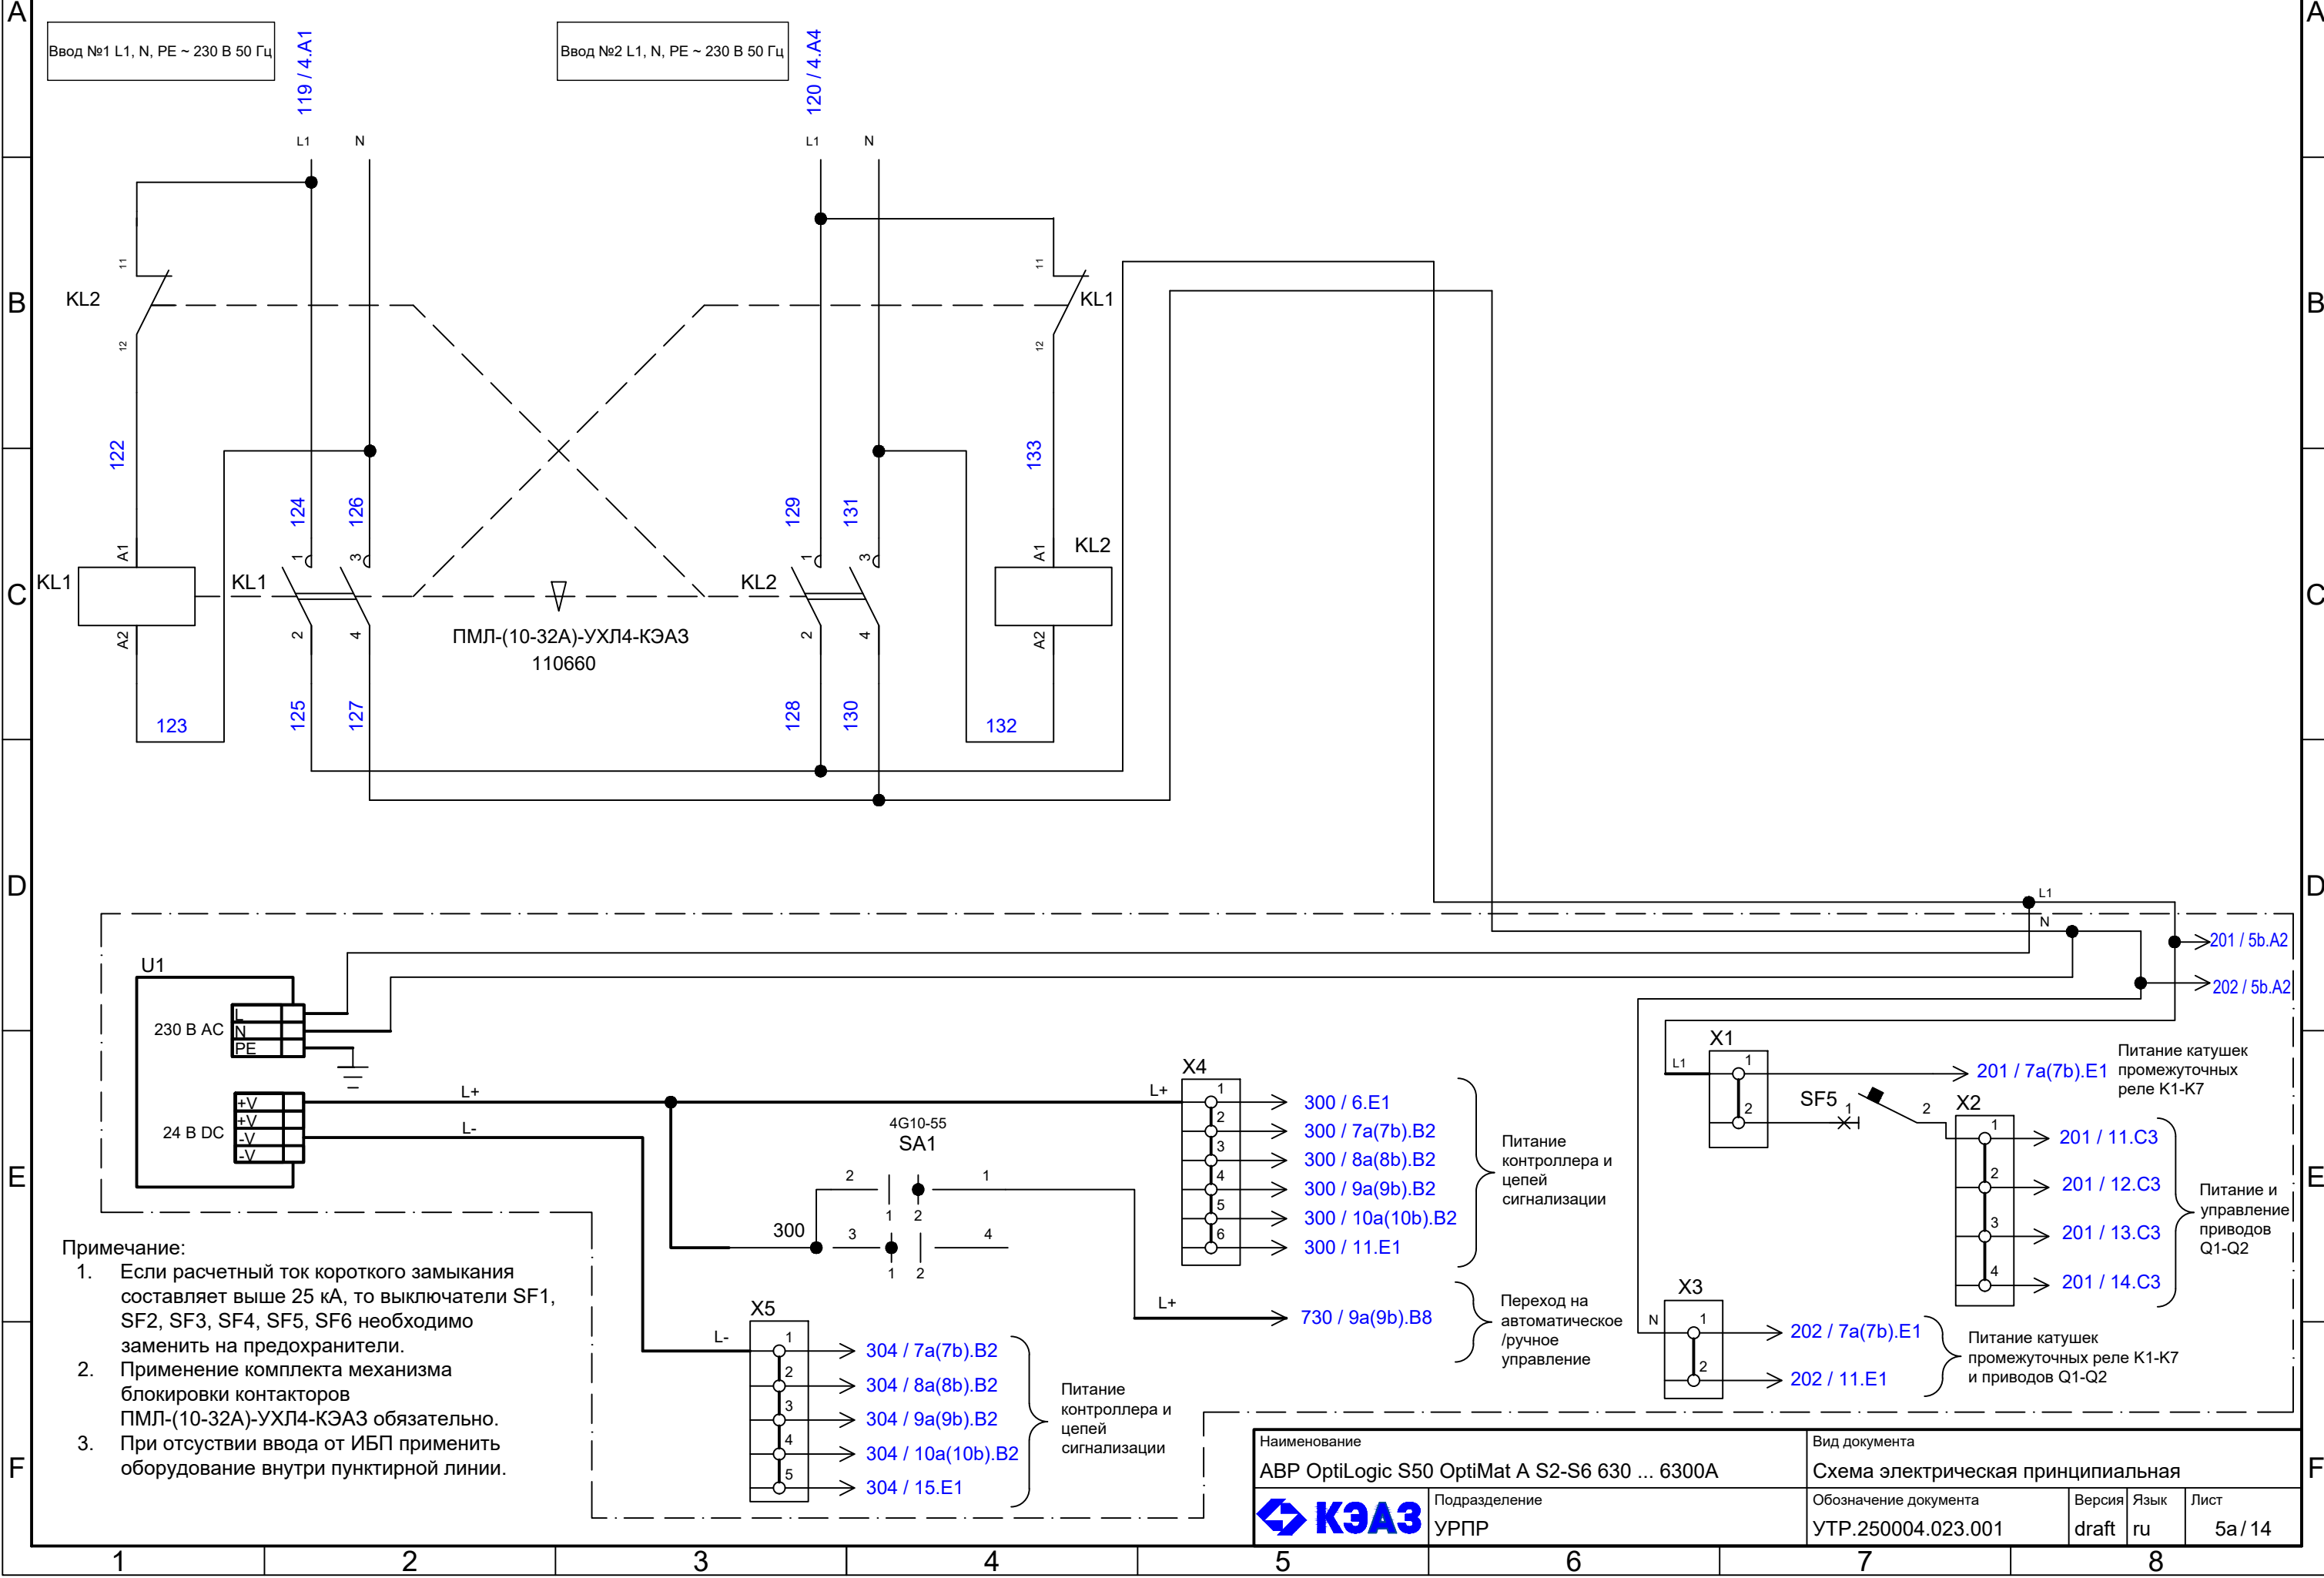 A
A
Ввод №1 L1, N, PE ~ 230 В 50 Гц
119 / 4.A1
Ввод №2 L1, N, PE ~ 230 В 50 Гц
120 / 4.A4
L1
N
L1
N
11
KL2
12
11
KL1
12
B
B
122
124
126
129
131
133
A1
KL1
A2
KL1
1
3
2
4
ПМЛ-(10-32А)-УХЛ4-КЭАЗ
110660
KL2
1
3
2
4
A1
KL2
A2
C
C
123
125
127
128
130
132
D
D
L1
N
201 / 5b.A2
202 / 5b.A2
U1
230 В AC
L
N
PE
24 В DC
+V
+V
-V
-V
L+
L-
4G10-55
SA1
2
1
1
2
300
3
4
1
2
L+
X4
1
300 / 6.E1
2
300 / 7a(7b).B2
3
300 / 8a(8b).B2
4
300 / 9a(9b).B2
5
300 / 10a(10b).B2
6
300 / 11.E1
Питание
контроллера и
цепей
сигнализации
L+
730 / 9a(9b).B8
Переход на
автоматическое
/ручное
управление
L1
X1
1
201 / 7a(7b).E1
Питание катушек
промежуточных
реле K1-K7
2
SF5
1
2
X2
1
201 / 11.C3
2
201 / 12.C3
3
201 / 13.C3
4
201 / 14.C3
Питание и
управление
приводов
Q1-Q2
E
E
X3
N
1
202 / 7a(7b).E1
2
202 / 11.E1
Питание катушек
промежуточных реле K1-K7
и приводов Q1-Q2
L-
X5
1
304 / 7a(7b).B2
2
304 / 8a(8b).B2
3
304 / 9a(9b).B2
4
304 / 10a(10b).B2
5
304 / 15.E1
Питание
контроллера и
цепей
сигнализации
Примечание:
1. Если расчетный ток короткого замыкания
составляет выше 25 кА, то выключатели SF1,
SF2, SF3, SF4, SF5, SF6 необходимо
заменить на предохранители.
2. Применение комплекта механизма
блокировки контакторов
ПМЛ-(10-32А)-УХЛ4-КЭАЗ обязательно.
3. При отсуствии ввода от ИБП применить
оборудование внутри пунктирной линии.
F
F
Наименование
АВР OptiLogic S50 OptiMat A S2-S6 630 ... 6300A
Вид документа
Схема электрическая принципиальная
КЭАЗ
Подразделение
УРПР
Обозначение документа
УТР.250004.023.001
Версия
draft
Язык
ru
Лист
5a / 14
1
2
3
4
5
6
7
8